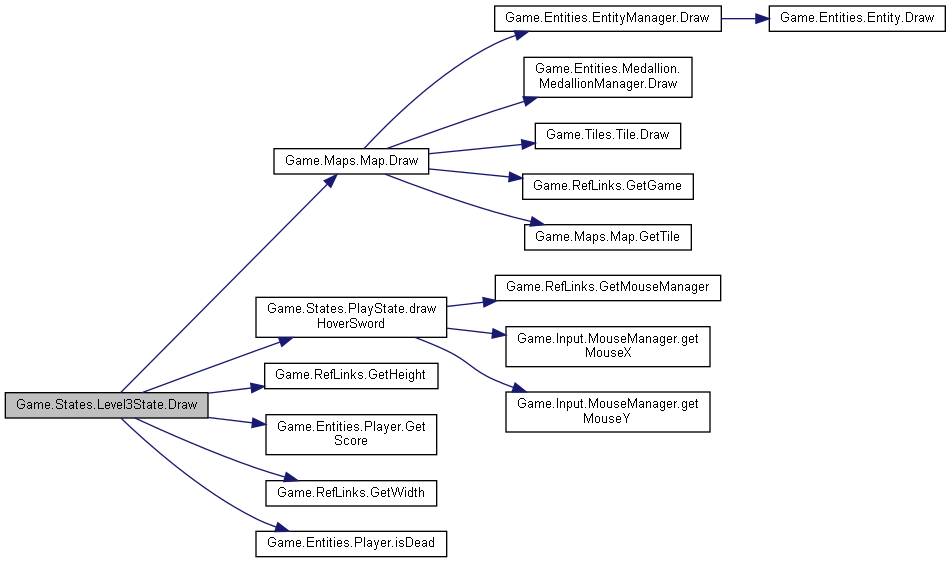 Game.Entities.EntityManager.Draw
Game.Entities.Entity.Draw
Game.Entities.Medallion.
MedallionManager.Draw
Game.Tiles.Tile.Draw
Game.Maps.Map.Draw
Game.RefLinks.GetGame
Game.Maps.Map.GetTile
Game.RefLinks.GetMouseManager
Game.States.PlayState.draw
HoverSword
Game.Input.MouseManager.get
MouseX
Game.RefLinks.GetHeight
Game.Input.MouseManager.get
MouseY
Game.States.Level3State.Draw
Game.Entities.Player.Get
Score
Game.RefLinks.GetWidth
Game.Entities.Player.isDead